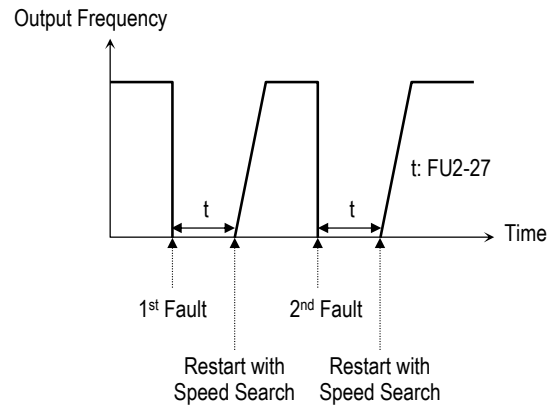 Output Frequency
t: FU2-27
t
t
Time
1st Fault
2nd Fault
Restart with
Speed Search
Restart with
Speed Search